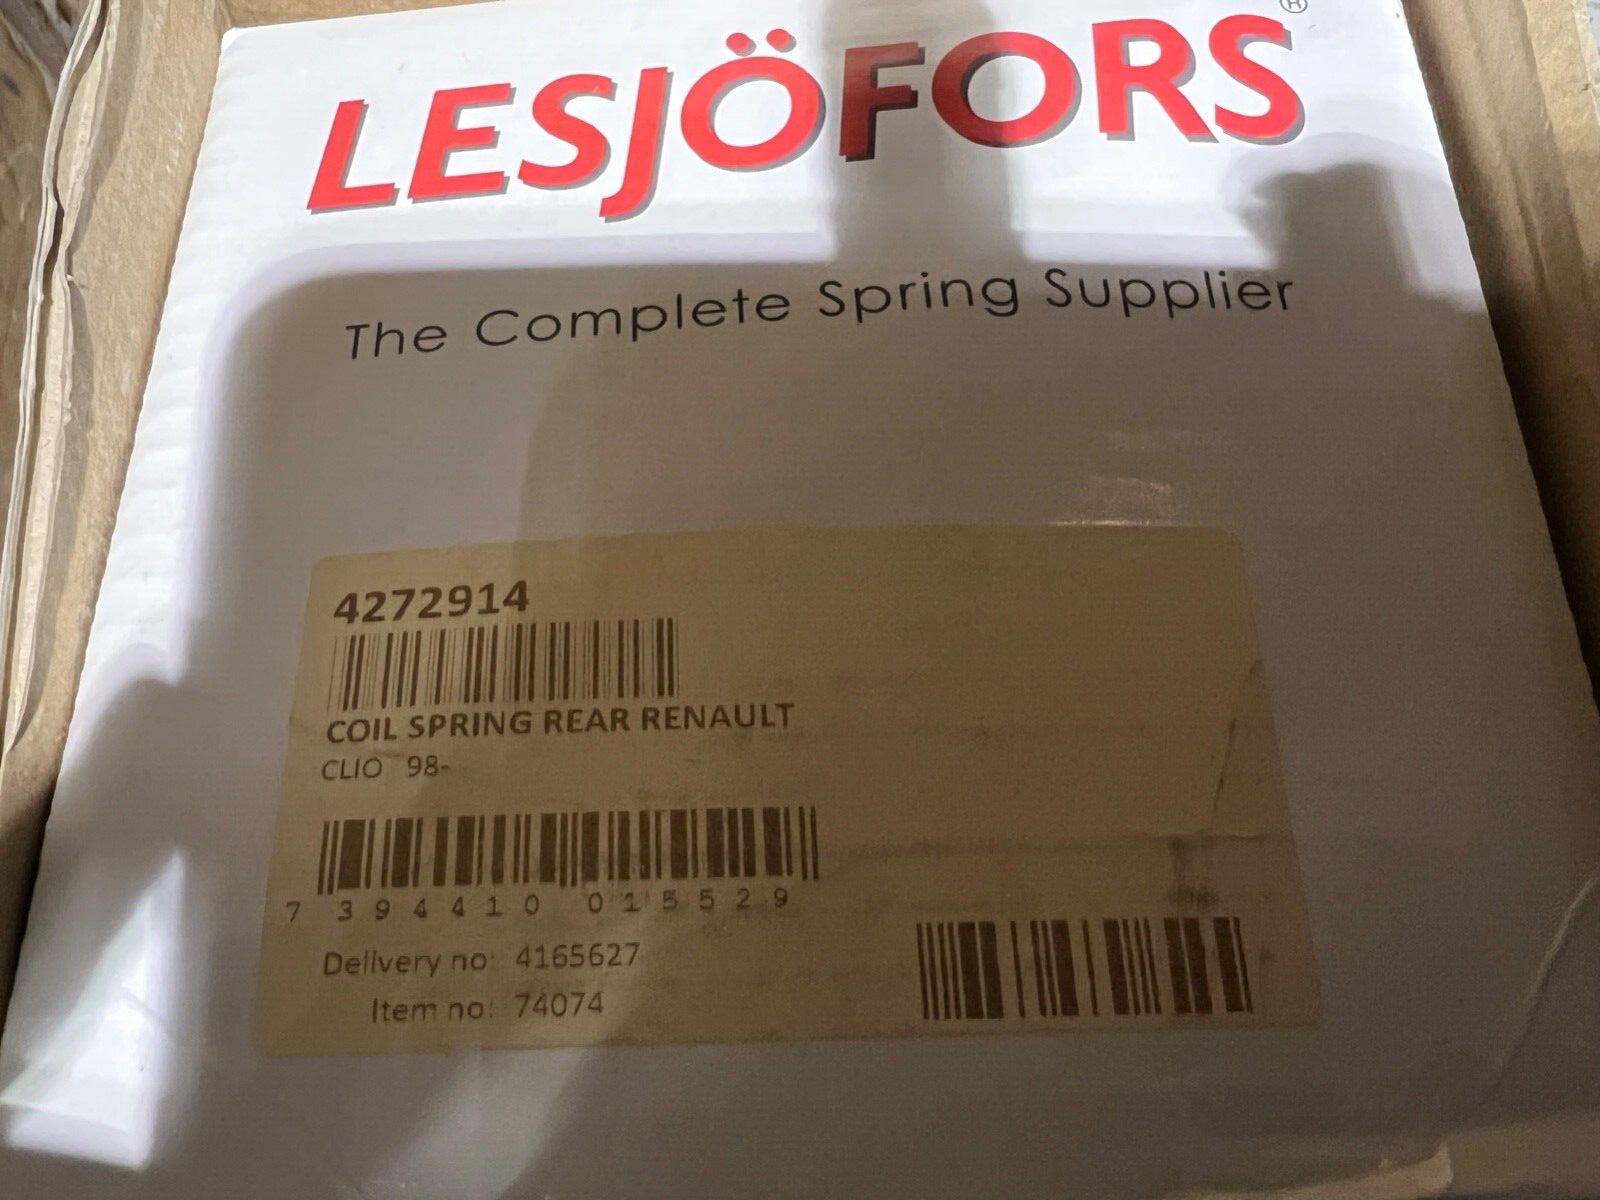 LESJÖFORS®
The Complete Spring Supplier
4272914
COIL SPRING REAR RENAULT
CLIO 98-
7 394410 015529
Delivery no: 4165627
Item no: 74074